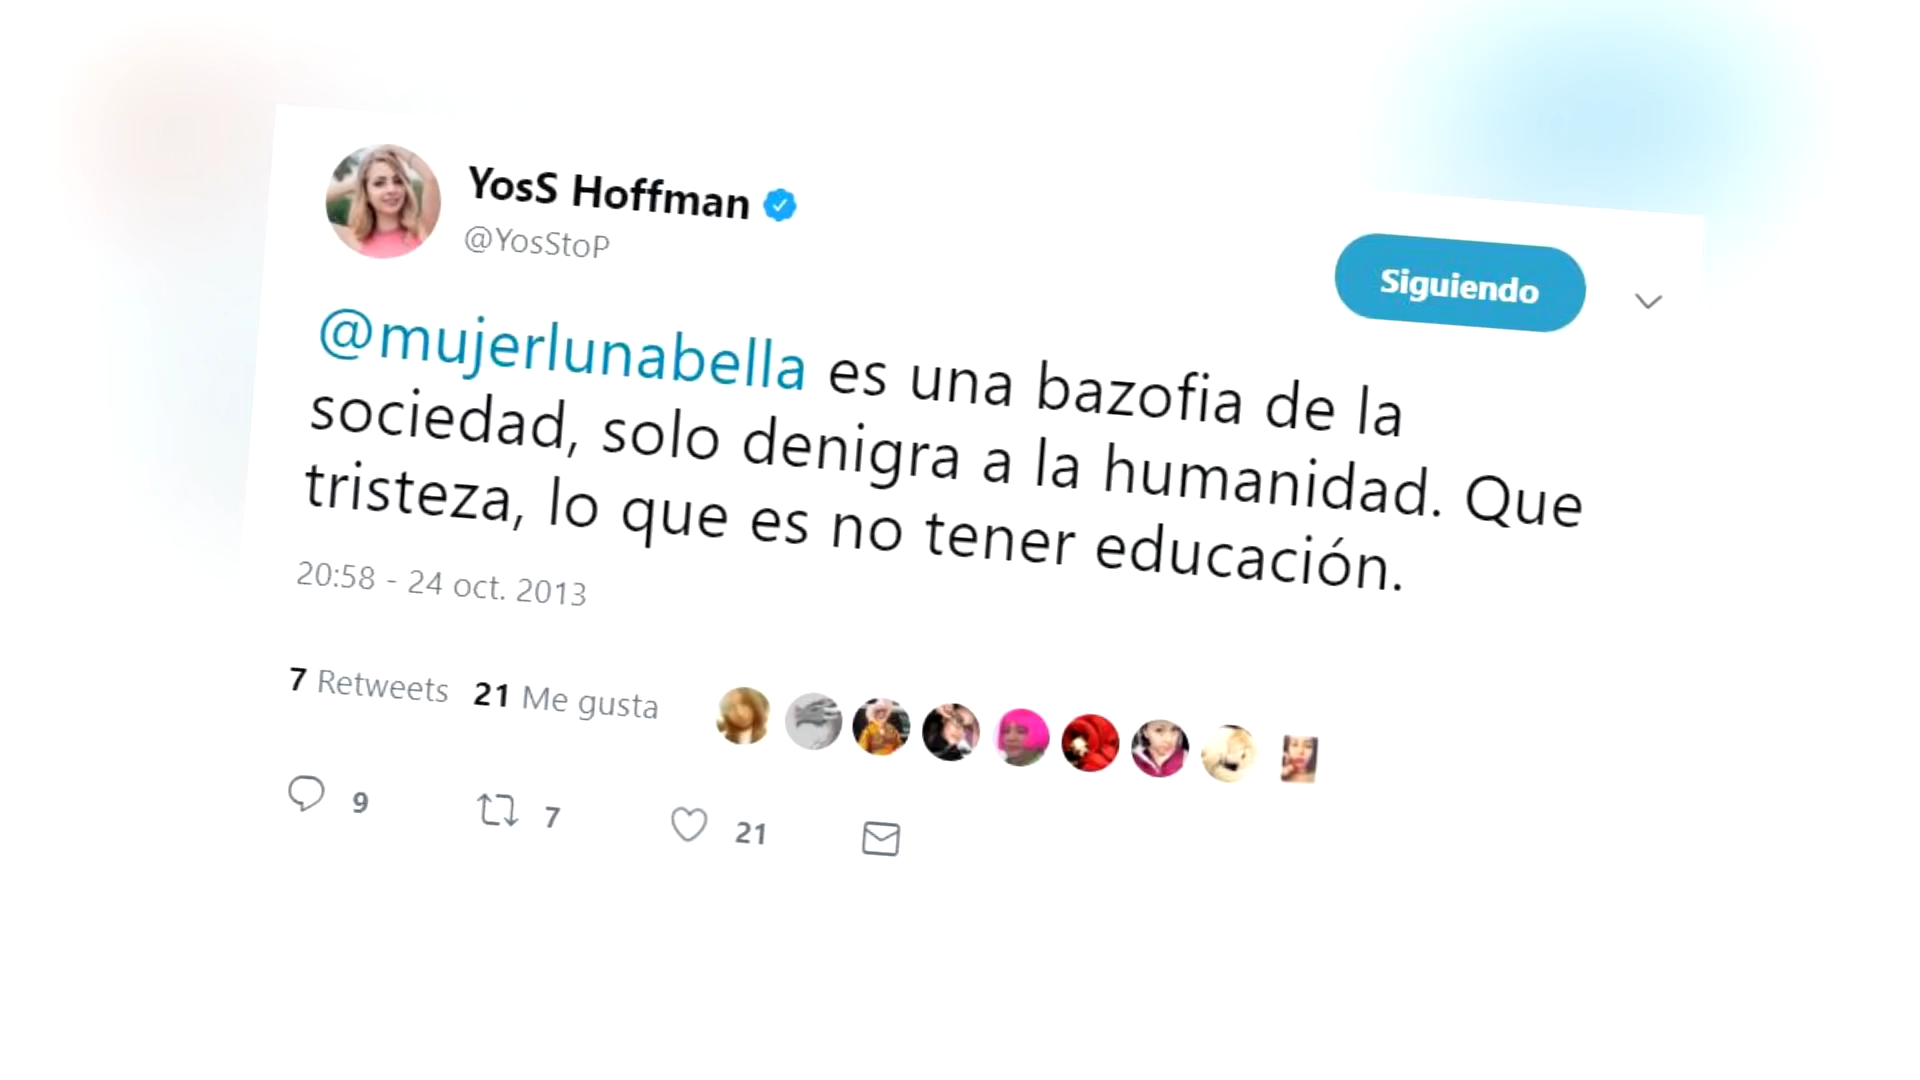 YosS Hoffman
@YosStoP
Siguiendo
@mujerlunabella es una bazofia de la
sociedad, solo denigra a la humanidad. Que
tristeza, lo que es no tener educación.
20:58 - 24 oct. 2013
7 Retweets 21 Me gusta
9 7 21